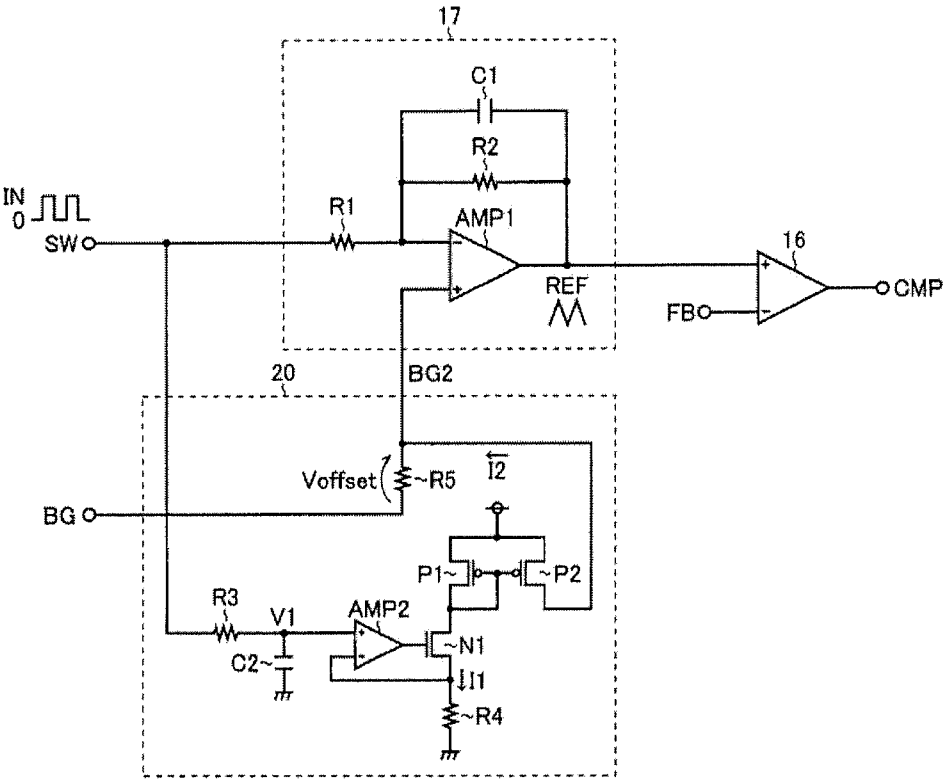 17
C1
R2
IN
0
SW
R1
AMP1
−
+
REF
16
+
−
FB
CMP
20
BG2
Voffset
R5
I2
BG
P1
P2
R3
V1
AMP2
+
−
C2
N1
I1
R4